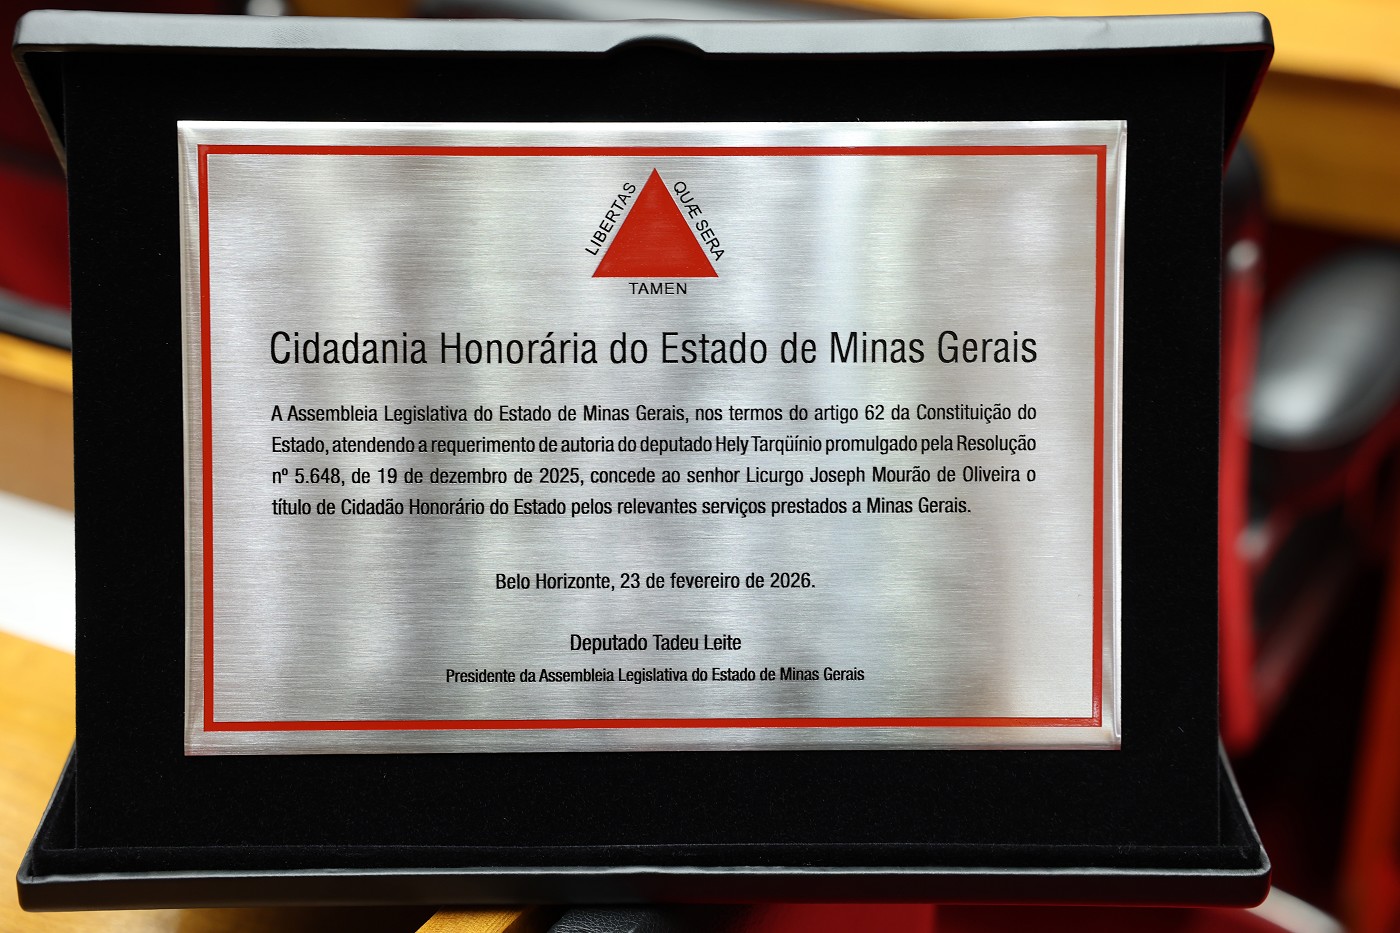 LIBERTAS
QUÆ SERA
TAMEN
Cidadania Honorária do Estado de Minas Gerais
A Assembleia Legislativa do Estado de Minas Gerais, nos termos do artigo 62 da Constituição do
Estado, atendendo a requerimento de autoria do deputado Hely Tarqüínio promulgado pela Resolução
nº 5.648, de 19 de dezembro de 2025, concede ao senhor Licurgo Joseph Mourão de Oliveira o
título de Cidadão Honorário do Estado pelos relevantes serviços prestados a Minas Gerais.
Belo Horizonte, 23 de fevereiro de 2026.
Deputado Tadeu Leite
Presidente da Assembleia Legislativa do Estado de Minas Gerais